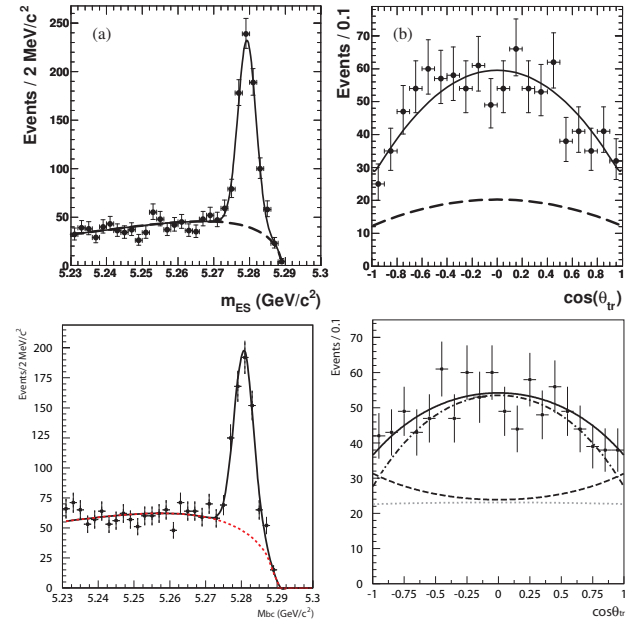 Events / 2 MeV/c²
250
200
150
100
50
0
(a)
5.23 5.24 5.25 5.26 5.27 5.28 5.29 5.3
m_ES (GeV/c²)
Events / 0.1
80
70
60
50
40
30
20
10
0
(b)
-1 -0.8 -0.6 -0.4 -0.2 -0 0.2 0.4 0.6 0.8 1
cos(θ_tr)
Events/2 MeV/c²
200
175
150
125
100
75
50
25
0
5.23 5.24 5.25 5.26 5.27 5.28 5.29 5.3
Mbc (GeV/c²)
Events / 0.1
70
60
50
40
30
20
10
0
-1 -0.75 -0.5 -0.25 0 0.25 0.5 0.75 1
cosθtr